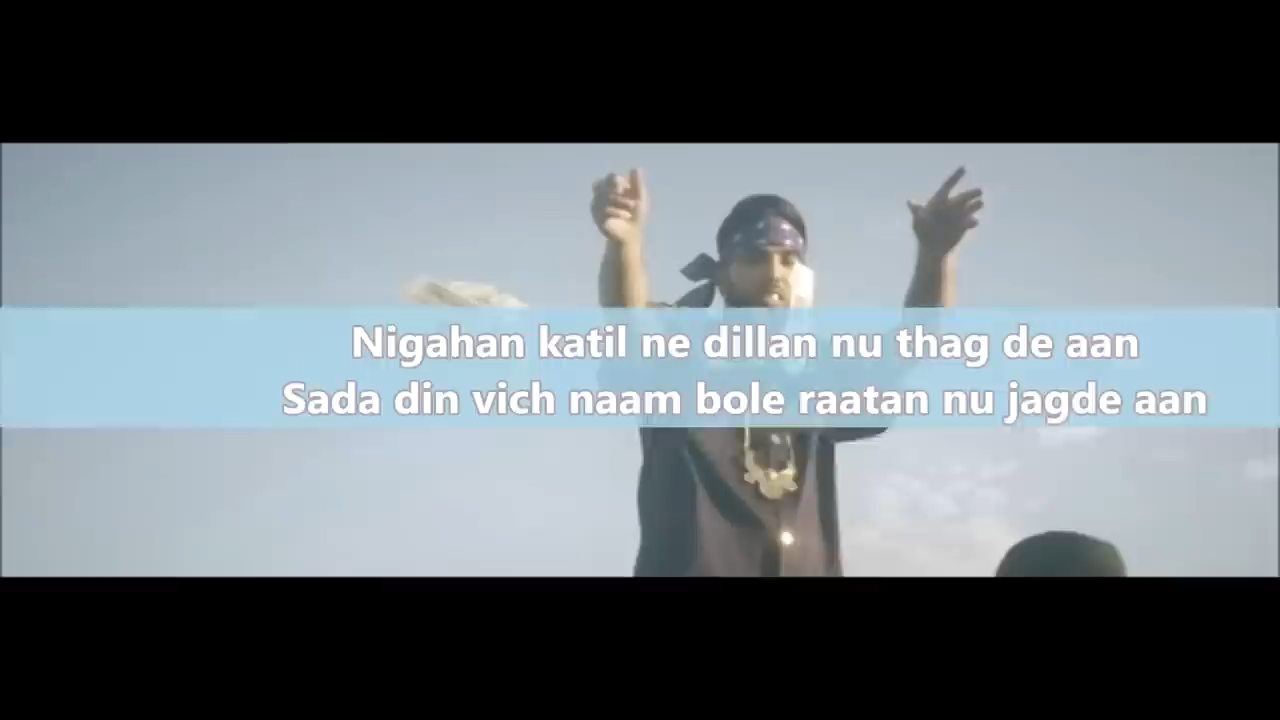 Nigahan katil ne dillan nu thag de aan
Sada din vich naam bole raatan nu jagde aan